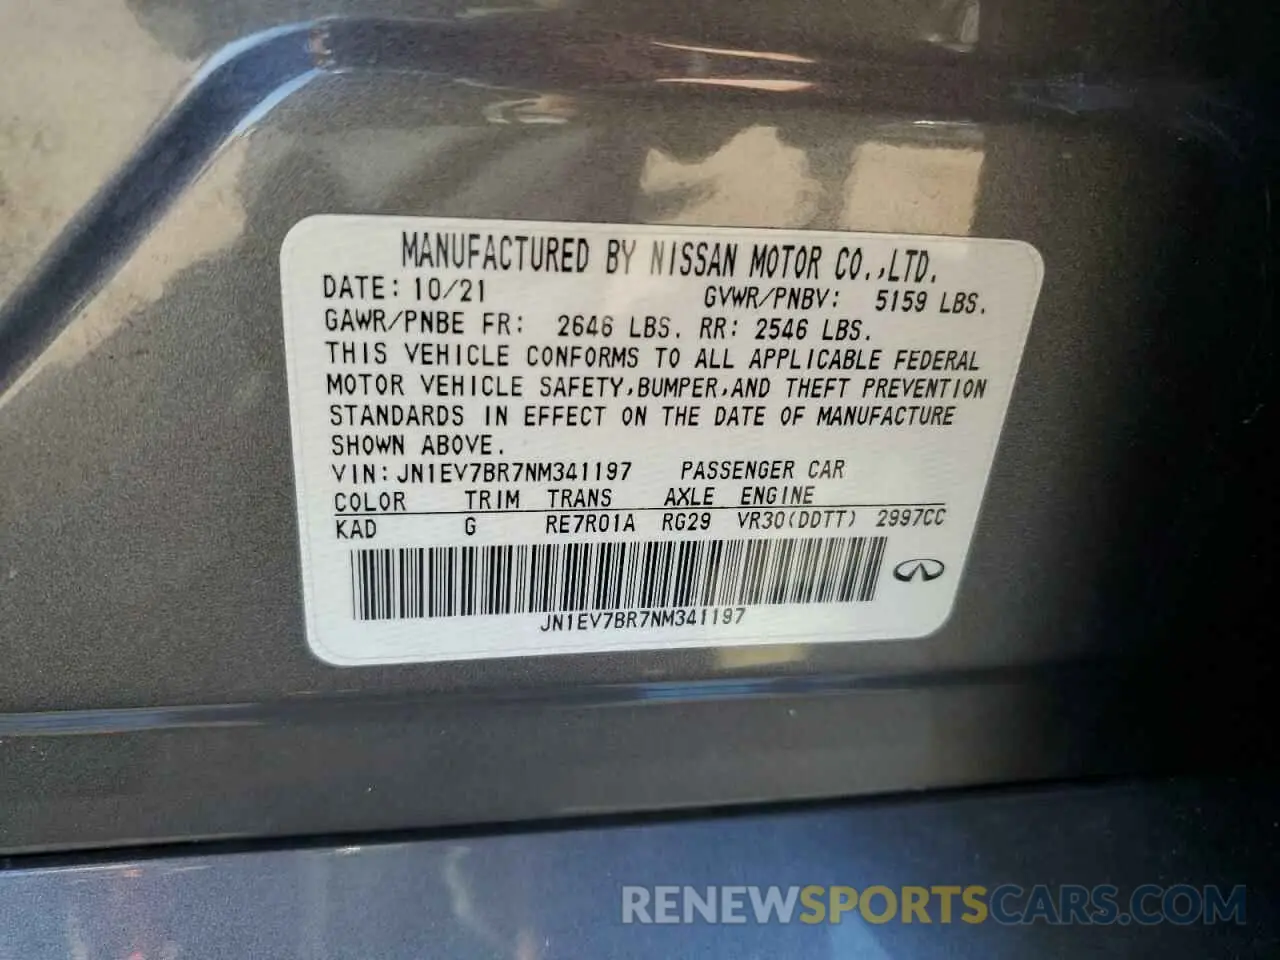 MANUFACTURED BY NISSAN MOTOR CO.,LTD.
DATE: 10/21 GVWR/PNBV: 5159 LBS.
GAWR/PNBE FR: 2646 LBS. RR: 2546 LBS.
THIS VEHICLE CONFORMS TO ALL APPLICABLE FEDERAL
MOTOR VEHICLE SAFETY,BUMPER,AND THEFT PREVENTION
STANDARDS IN EFFECT ON THE DATE OF MANUFACTURE
SHOWN ABOVE.
VIN: JN1EV7BR7NM341197 PASSENGER CAR
COLOR TRIM TRANS AXLE ENGINE
KAD G RE7R01A RG29 VR30(DDTT) 2997CC
JN1EV7BR7NM341197
RENEWSPORTSCARS.COM